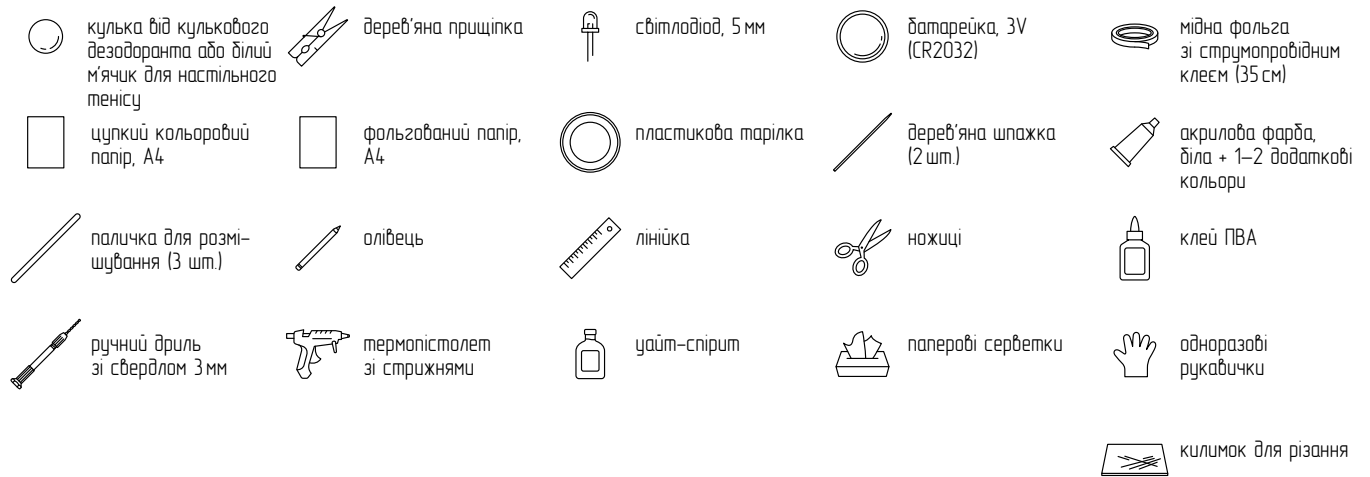 кулька від кулькового
дезодоранта або білий
м'ячик для настільного
тенісу
дерев'яна прищіпка
світлодіод, 5 мм
батарейка, 3V
(CR2032)
мідна фольга
зі струмопровідним
клеєм (35 см)
цупкий кольоровий
папір, А4
фольгований папір,
А4
пластикова тарілка
дерев'яна шпажка
(2 шт.)
акрилова фарба,
біла + 1–2 додаткові
кольори
паличка для розмі–
шування (3 шт.)
олівець
лінійка
ножиці
клей ПВА
ручний дриль
зі свердлом 3 мм
термопістолет
зі стрижнями
уайт–спірит
паперові серветки
одноразові
рукавички
килимок для різання